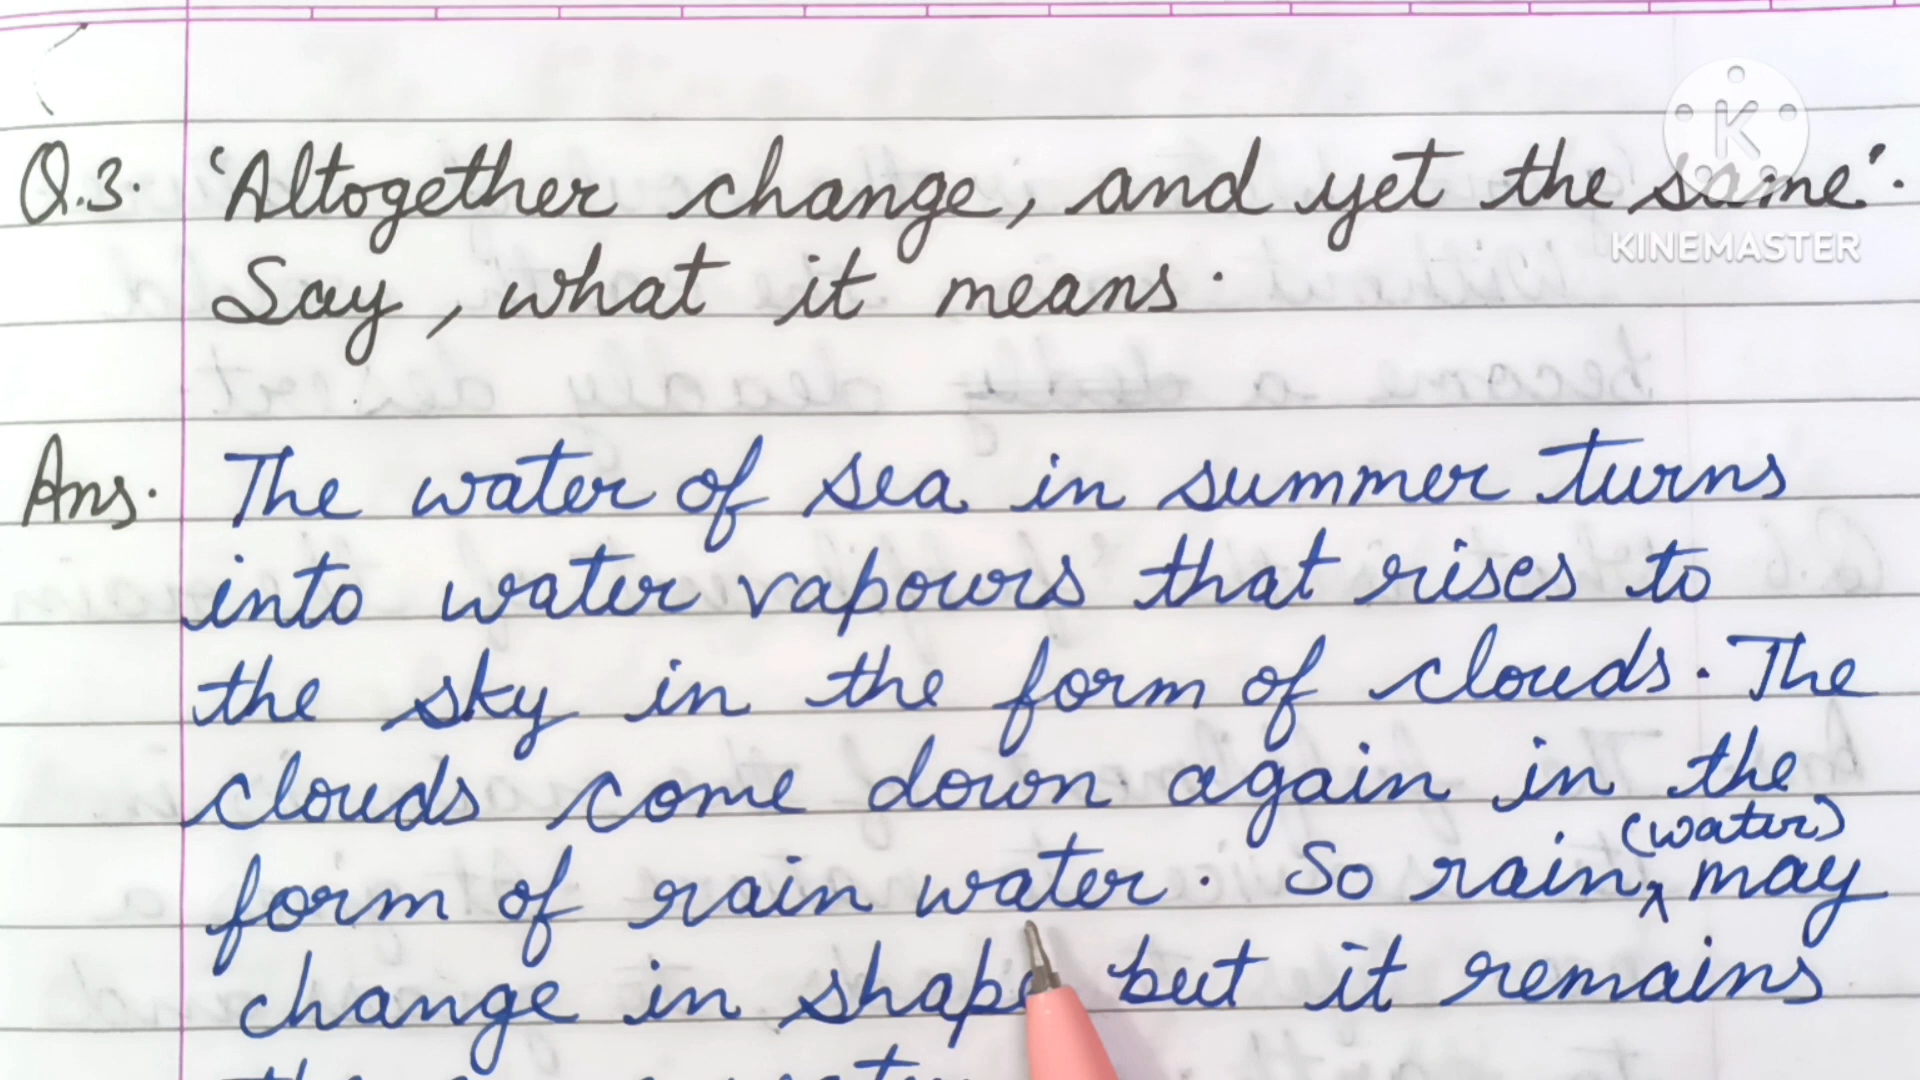 Q.3. 'Altogether change, and yet the same'.
Say, what it means.
Ans. The water of sea in summer turns
into water vapours that rises to
the sky in the form of clouds. The
clouds come down again in the
(water)
form of rain water. So rain ^ may
change in shape but it remains
KINEMASTER